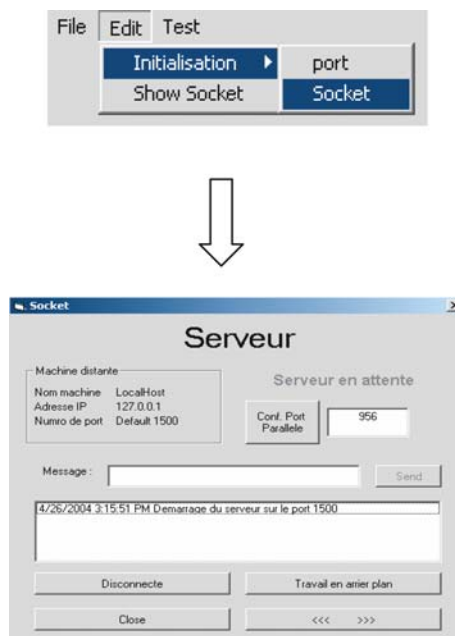 File Edit Test
Initialisation port
Show Socket Socket
Socket
Serveur
Machine distante
Nom machine LocalHost
Adresse IP 127.0.0.1
Numro de port Default 1500
Serveur en attente
Conf. Port
Parallele
956
Message :
Send
4/26/2004 3:15:51 PM Demarrage du serveur sur le port 1500
Disconnecte Travail en arrier plan
Close <<< >>>